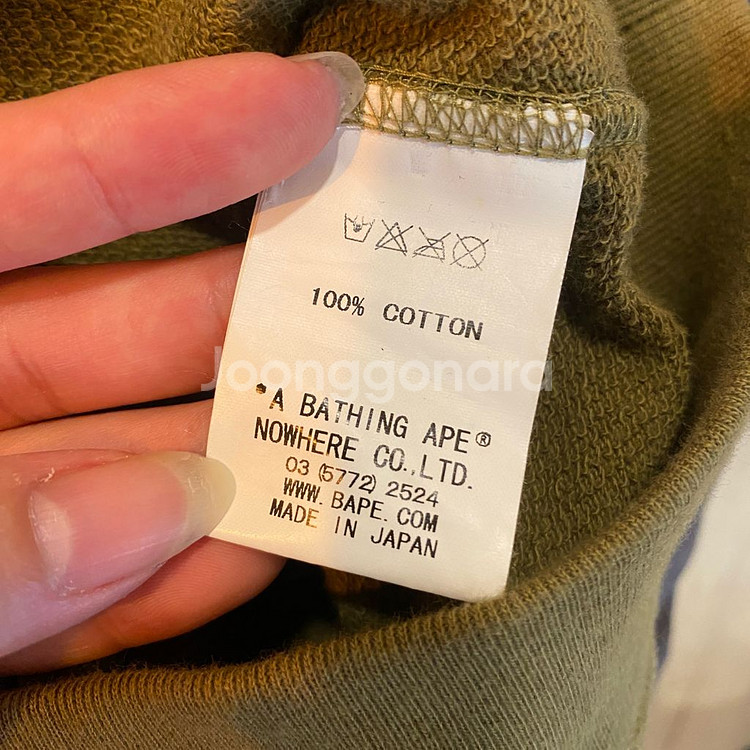 100% COTTON
Joonggonara
•A BATHING APE®
NOWHERE CO.,LTD.
03 (5772) 2524
WWW. BAPE. COM
MADE IN JAPAN